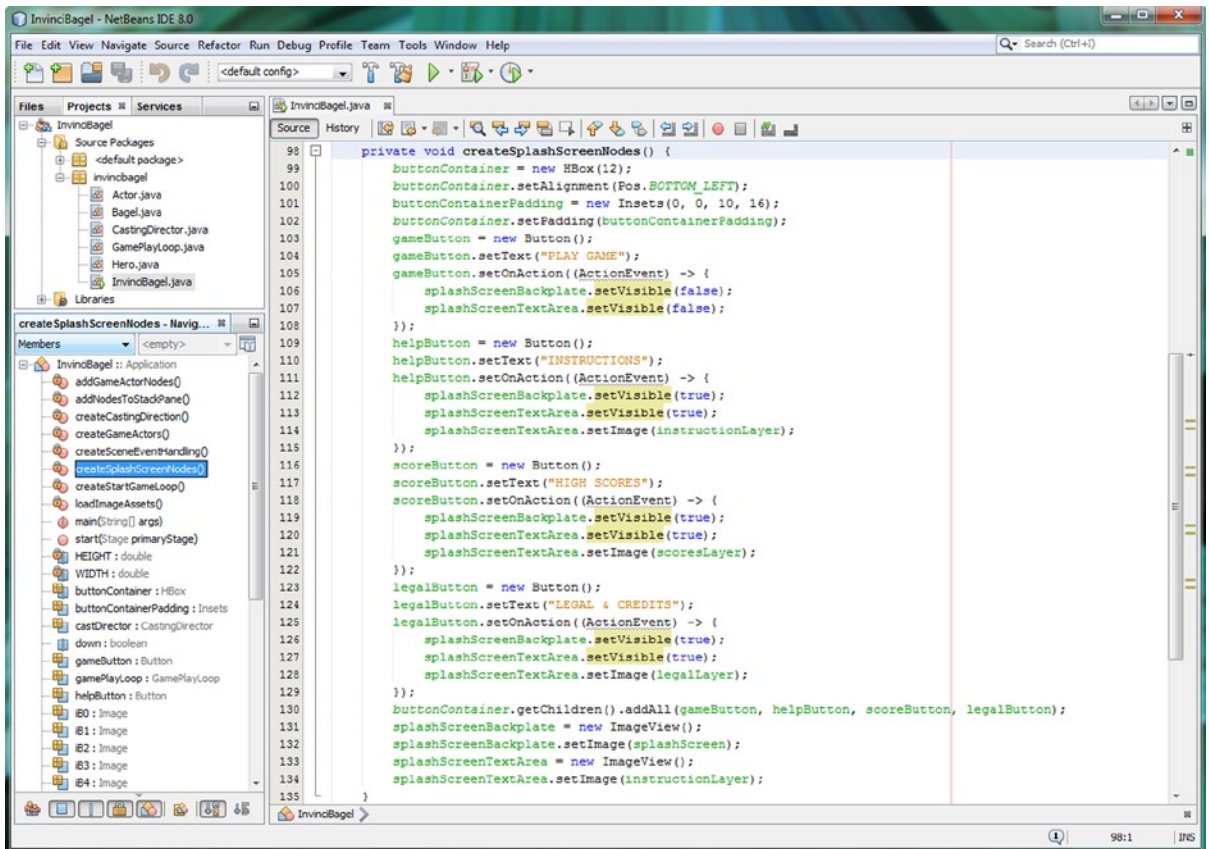 InvinciBagel - NetBeans IDE 8.0
File Edit View Navigate Source Refactor Run Debug Profile Team Tools Window Help
Search (Ctrl+I)
<default config>
Files Projects Services
InvinciBagel
Source Packages
<default package>
invincibagel
Actor.java
Bagel.java
CastingDirector.java
GamePlayLoop.java
Hero.java
InvinciBagel.java
Libraries
createSplashScreenNodes - Navig...
Members <empty>
InvinciBagel :: Application
addGameActorNodes()
addNodesToStackPane()
createCastingDirection()
createGameActors()
createSceneEventHandling()
createSplashScreenNodes()
createStartGameLoop()
loadImageAssets()
main(String[] args)
start(Stage primaryStage)
HEIGHT : double
WIDTH : double
buttonContainer : HBox
buttonContainerPadding : Insets
castDirector : CastingDirector
down : boolean
gameButton : Button
gamePlayLoop : GamePlayLoop
helpButton : Button
iB0 : Image
iB1 : Image
iB2 : Image
iB3 : Image
iB4 : Image
InvinciBagel.java
Source History
98 private void createSplashScreenNodes() {
99 buttonContainer = new HBox(12);
100 buttonContainer.setAlignment(Pos.BOTTOM_LEFT);
101 buttonContainerPadding = new Insets(0, 0, 10, 16);
102 buttonContainer.setPadding(buttonContainerPadding);
103 gameButton = new Button();
104 gameButton.setText("PLAY GAME");
105 gameButton.setOnAction((ActionEvent) -> {
106 splashScreenBackplate.setVisible(false);
107 splashScreenTextArea.setVisible(false);
108 });
109 helpButton = new Button();
110 helpButton.setText("INSTRUCTIONS");
111 helpButton.setOnAction((ActionEvent) -> {
112 splashScreenBackplate.setVisible(true);
113 splashScreenTextArea.setVisible(true);
114 splashScreenTextArea.setImage(instructionLayer);
115 });
116 scoreButton = new Button();
117 scoreButton.setText("HIGH SCORES");
118 scoreButton.setOnAction((ActionEvent) -> {
119 splashScreenBackplate.setVisible(true);
120 splashScreenTextArea.setVisible(true);
121 splashScreenTextArea.setImage(scoresLayer);
122 });
123 legalButton = new Button();
124 legalButton.setText("LEGAL & CREDITS");
125 legalButton.setOnAction((ActionEvent) -> {
126 splashScreenBackplate.setVisible(true);
127 splashScreenTextArea.setVisible(true);
128 splashScreenTextArea.setImage(legalLayer);
129 });
130 buttonContainer.getChildren().addAll(gameButton, helpButton, scoreButton, legalButton);
131 splashScreenBackplate = new ImageView();
132 splashScreenBackplate.setImage(splashScreen);
133 splashScreenTextArea = new ImageView();
134 splashScreenTextArea.setImage(instructionLayer);
135 }
InvinciBagel
98:1 INS